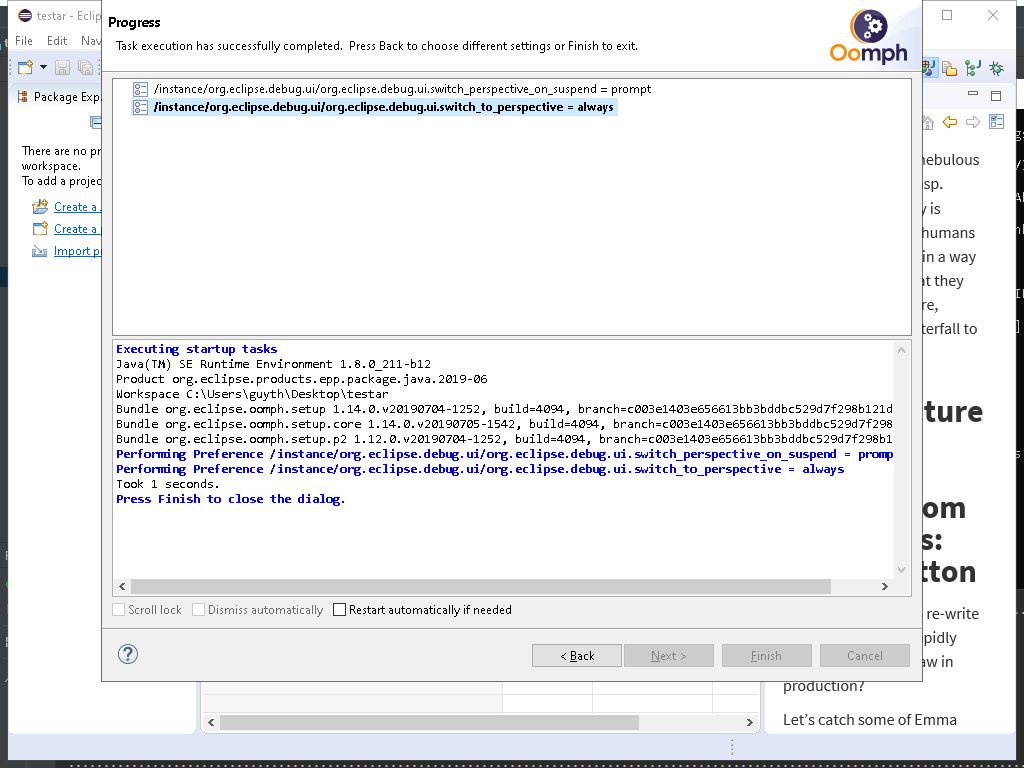 testar - Eclip
File Edit Nav
Package Exp
There are no pr
workspace.
To add a projec
Create a
Create a
Import p
Progress
Task execution has successfully completed. Press Back to choose different settings or Finish to exit.
Oomph
/instance/org.eclipse.debug.ui/org.eclipse.debug.ui.switch_perspective_on_suspend = prompt
/instance/org.eclipse.debug.ui/org.eclipse.debug.ui.switch_to_perspective = always
Executing startup tasks
Java(TM) SE Runtime Environment 1.8.0_211-b12
Product org.eclipse.products.epp.package.java.2019-06
Workspace C:\Users\guyth\Desktop\testar
Bundle org.eclipse.oomph.setup 1.14.0.v20190704-1252, build=4094, branch=c003e1403e656613bb3bddbc529d7f298b121d
Bundle org.eclipse.oomph.setup.core 1.14.0.v20190705-1542, build=4094, branch=c003e1403e656613bb3bddbc529d7f298
Bundle org.eclipse.oomph.setup.p2 1.12.0.v20190704-1252, build=4094, branch=c003e1403e656613bb3bddbc529d7f298b1
Performing Preference /instance/org.eclipse.debug.ui/org.eclipse.debug.ui.switch_perspective_on_suspend = promp
Performing Preference /instance/org.eclipse.debug.ui/org.eclipse.debug.ui.switch_to_perspective = always
Took 1 seconds.
Press Finish to close the dialog.
Scroll lock Dismiss automatically Restart automatically if needed
< Back Next > Finish Cancel
nebulous
sp.
y is
humans
in a way
at they
re,
terfall to
cture
om
s:
tton
re-write
pidly
aw in
production?
Let's catch some of Emma